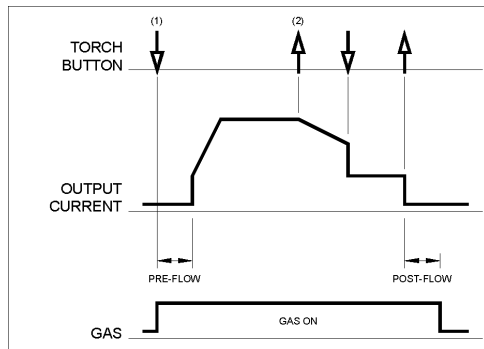 (1)
(2)
TORCH
BUTTON
OUTPUT
CURRENT
PRE-FLOW
POST-FLOW
GAS ON
GAS